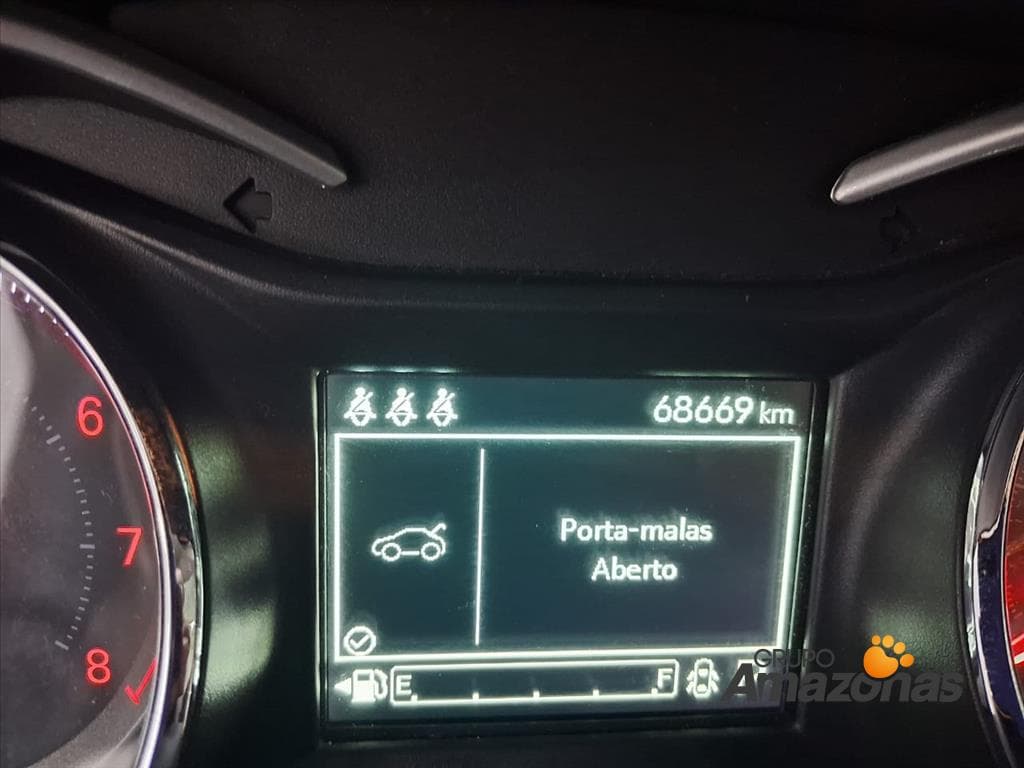 6
7
8
68669 km
Porta-malas
Aberto
E
F
GRUPO
Amazonas